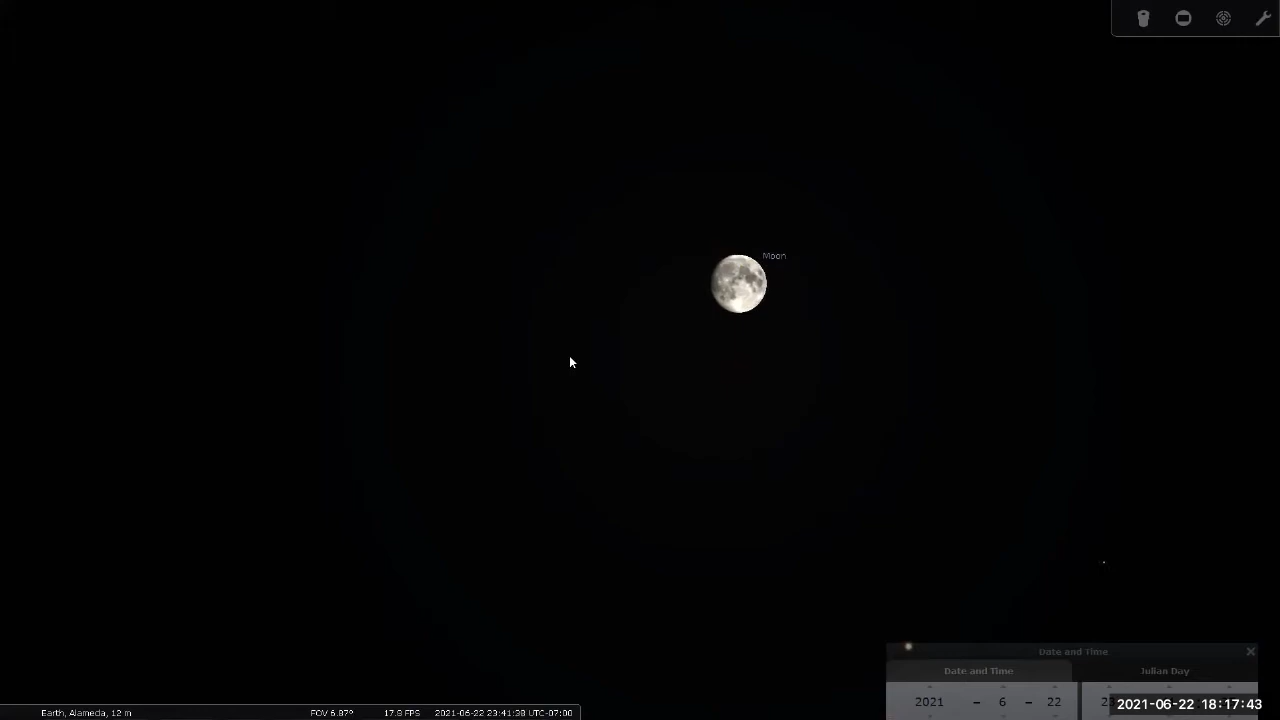 Moon
Date and Time
Date and Time Julian Day
2021 - 6 - 22
2021-06-22 18:17:43
Earth, Alameda, 12 m FOV 6.87° 17.8 FPS 2021-06-22 23:41:38 UTC-07:00